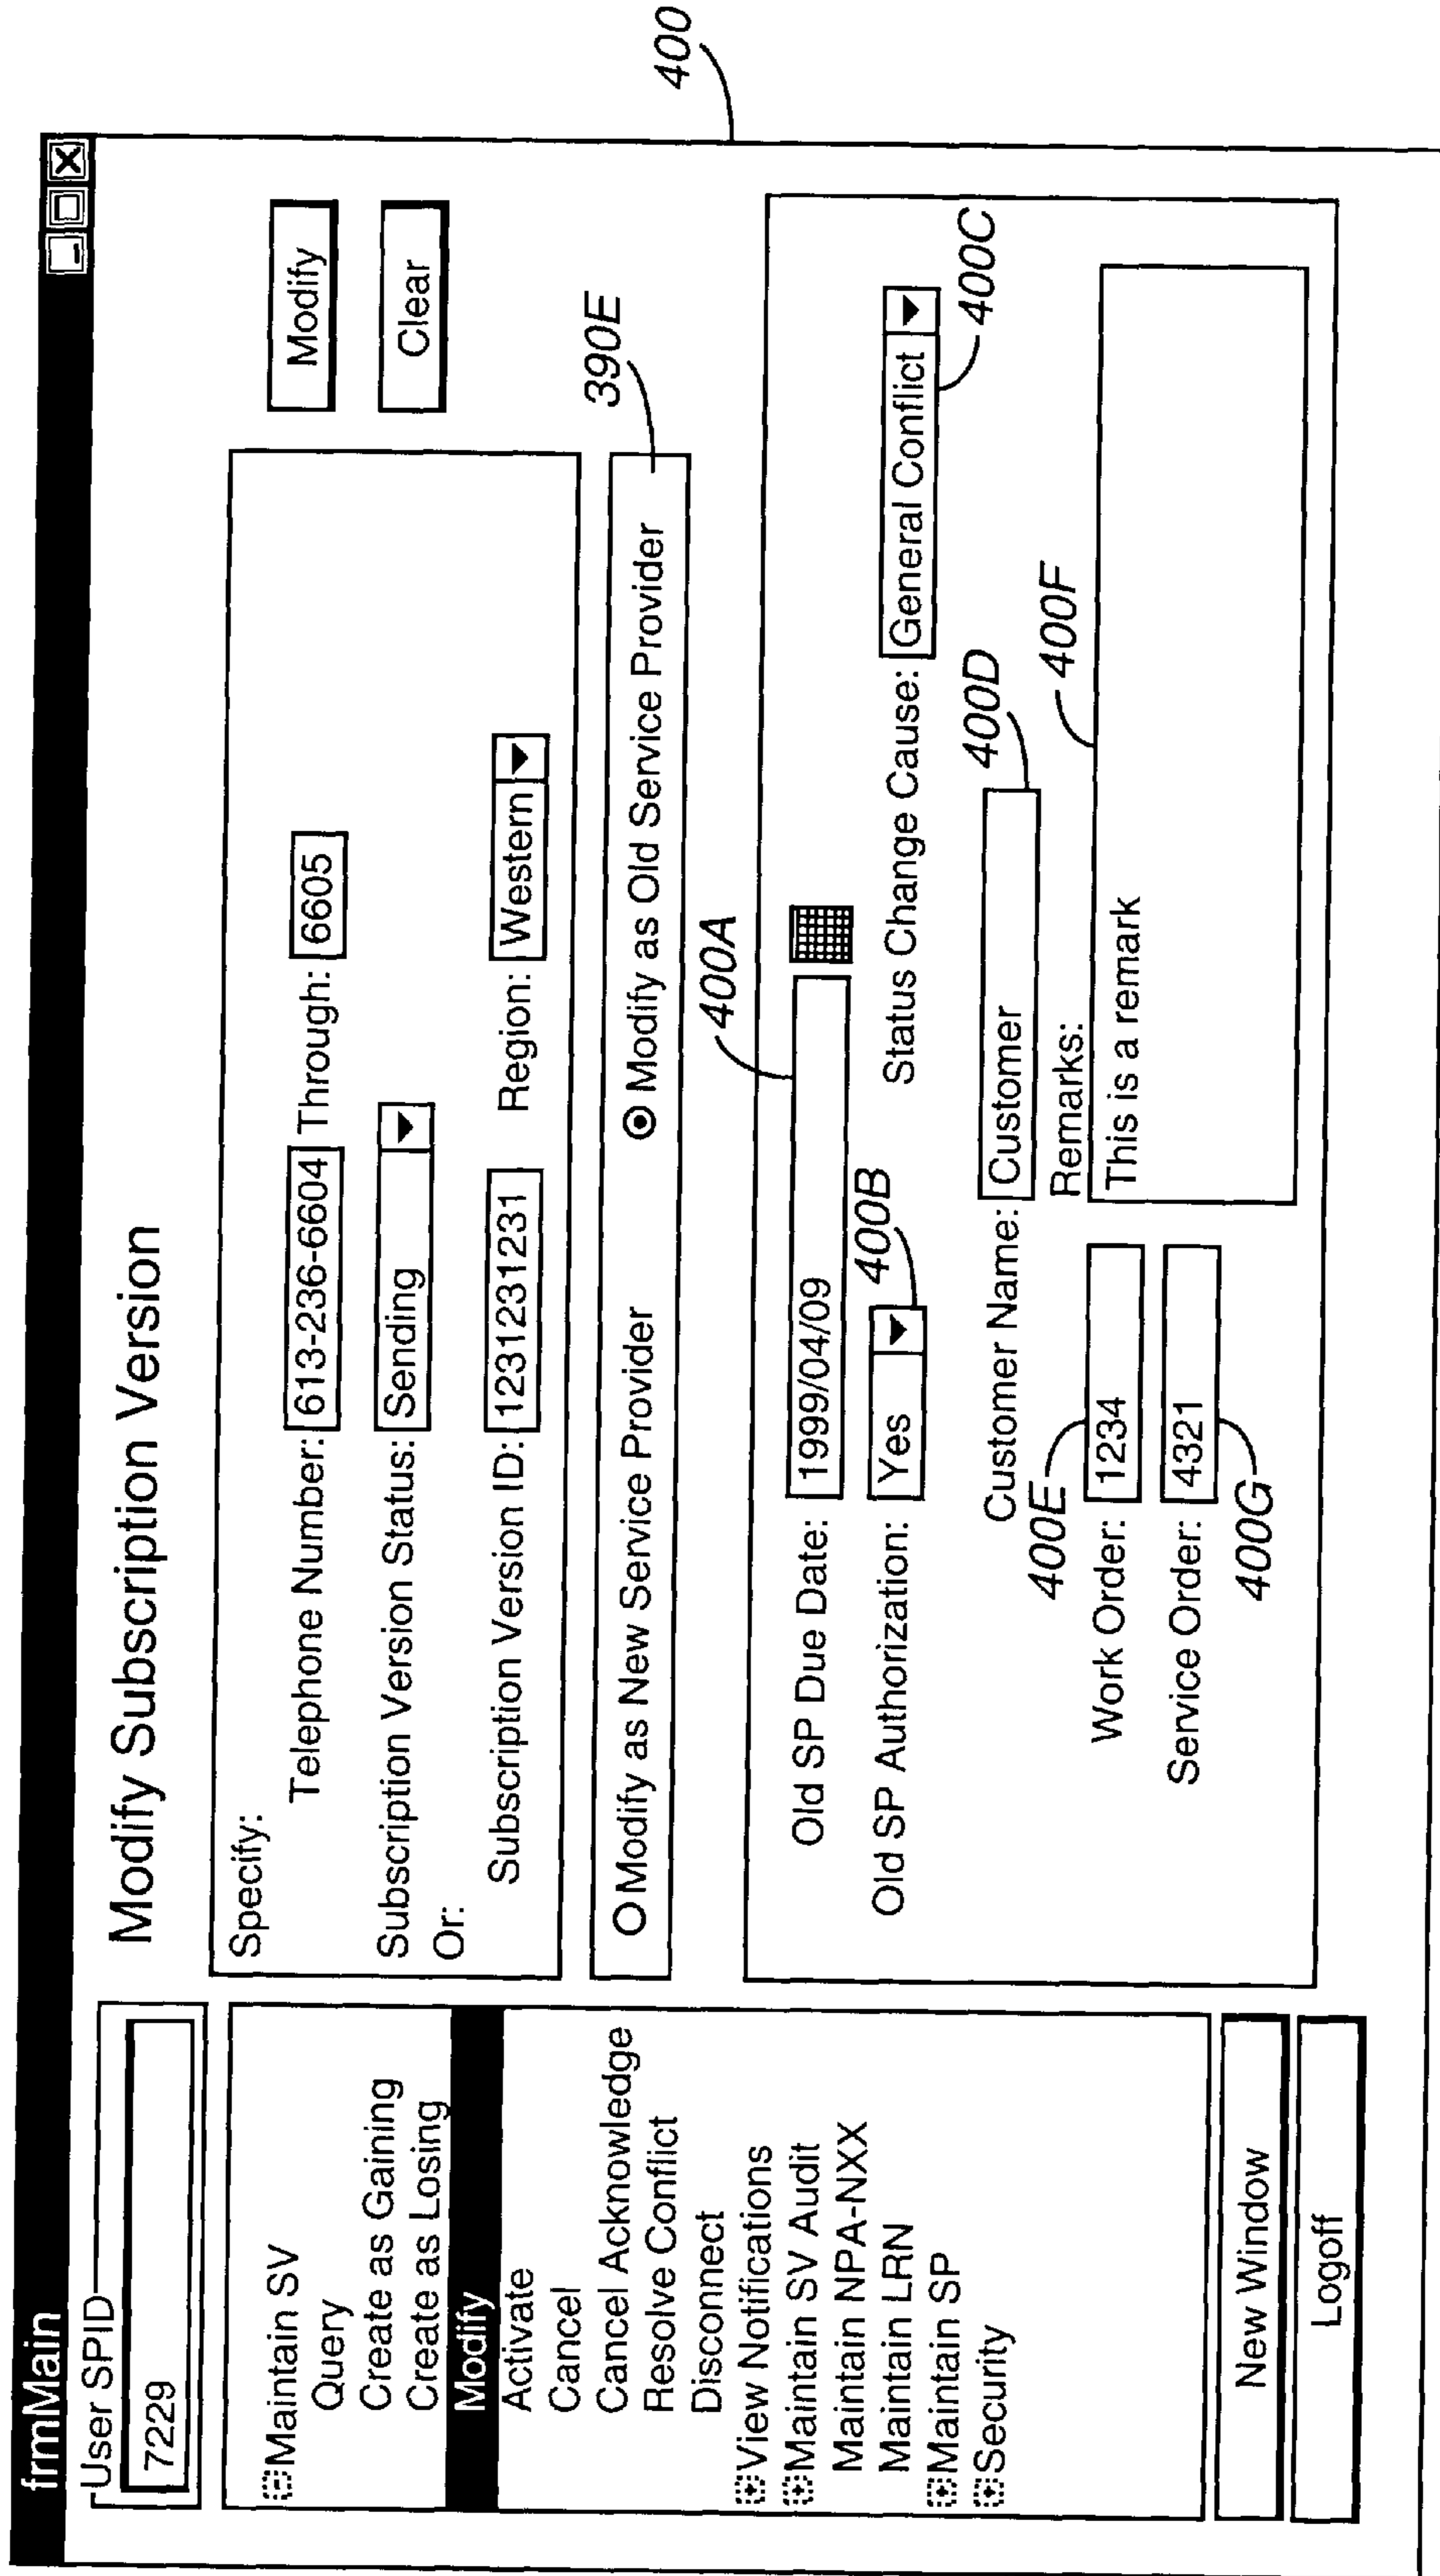 frmMain
User SPID
7229
Maintain SV
Query
Create as Gaining
Create as Losing
Modify
Activate
Cancel
Cancel Acknowledge
Resolve Conflict
Disconnect
View Notifications
Maintain SV Audit
Maintain NPA-NXX
Maintain LRN
Maintain SP
Security
New Window
Logoff
Modify Subscription Version
Specify:
Telephone Number: 613-236-6604 Through: 6605
Subscription Version Status: Sending
Or:
Subscription Version ID: 1231231231 Region: Western
Modify
Clear
Modify as New Service Provider Modify as Old Service Provider
390E
400
400A
Old SP Due Date: 1999/04/09
400B
Old SP Authorization: Yes Status Change Cause: General Conflict
400C
400D
Customer Name: Customer
400E
Remarks:
400F
Work Order: 1234 This is a remark
Service Order: 4321
400G